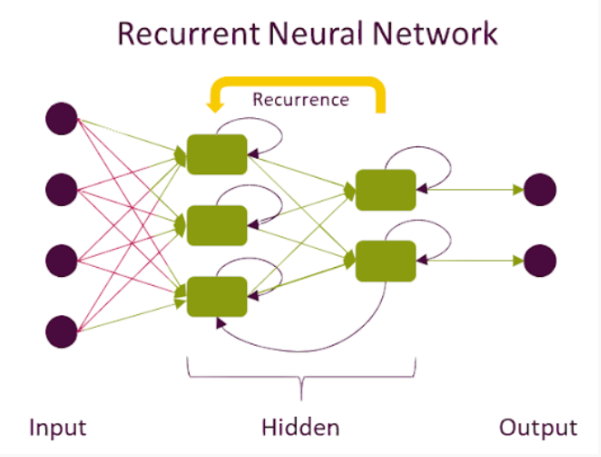 Recurrent Neural Network
Recurrence
Input
Hidden
Output